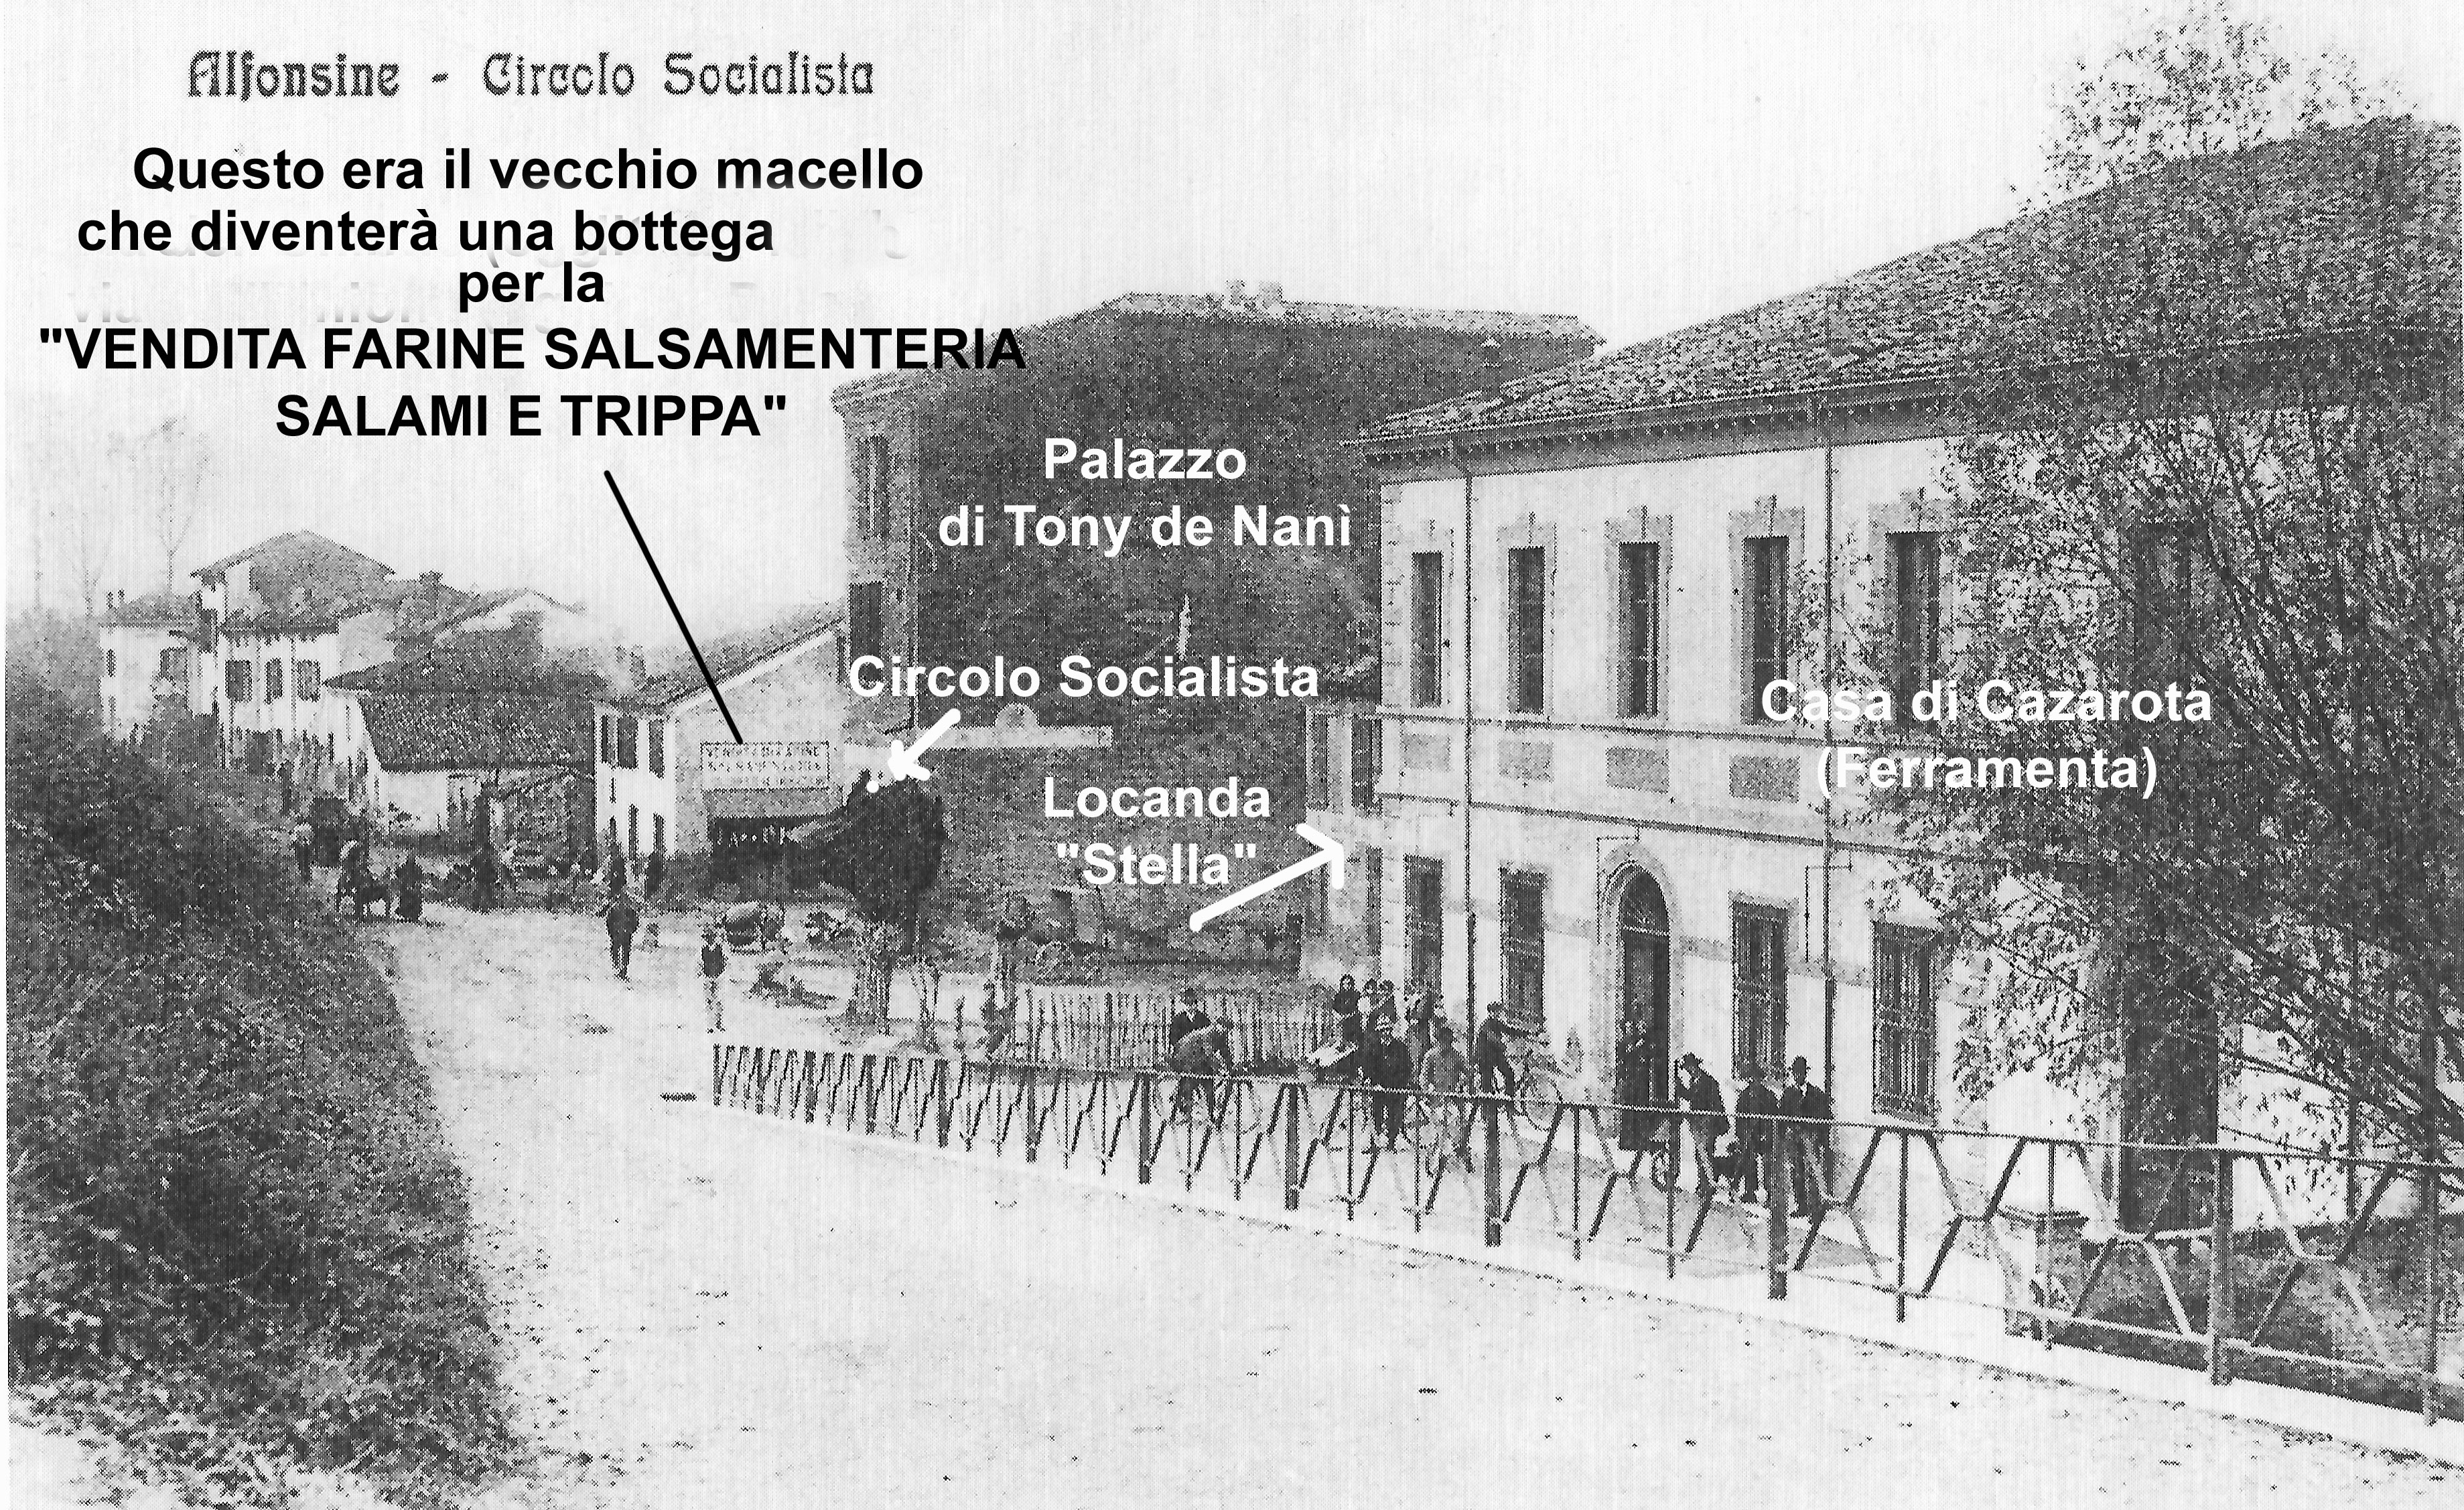 Alfonsine - Circolo Socialista
Questo era il vecchio macello
che diventerà una bottega
per la
"VENDITA FARINE SALSAMENTERIA
SALAMI E TRIPPA"
Palazzo
di Tony de Nanì
Circolo Socialista
Locanda
"Stella"
Casa di Cazarota
(Ferramenta)